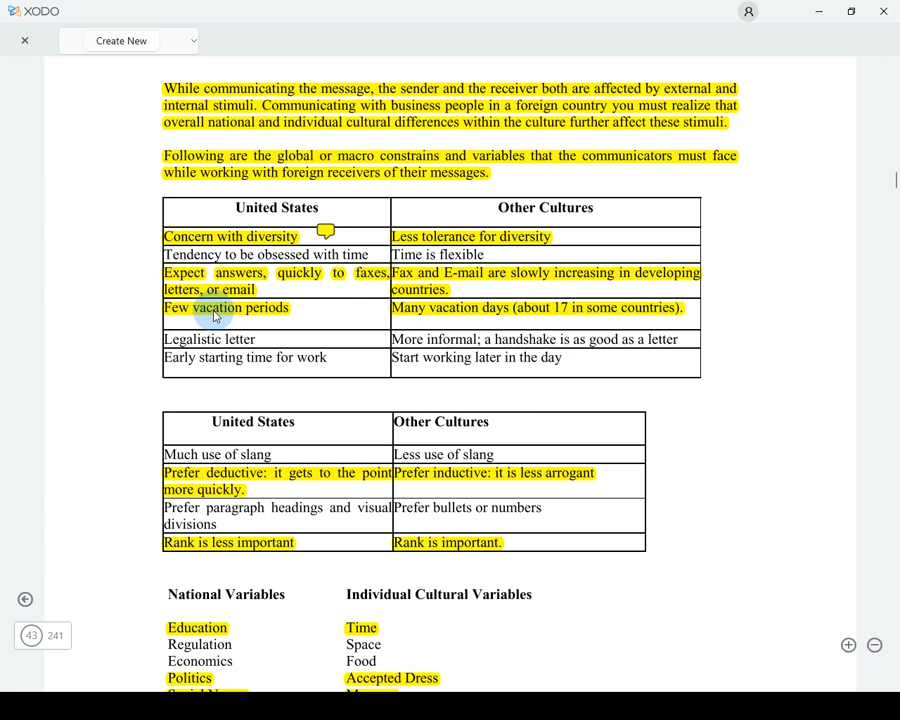 XODO
Create New
While communicating the message, the sender and the receiver both are affected by external and
internal stimuli. Communicating with business people in a foreign country you must realize that
overall national and individual cultural differences within the culture further affect these stimuli.
Following are the global or macro constrains and variables that the communicators must face
while working with foreign receivers of their messages.
United States Other Cultures
Concern with diversity Less tolerance for diversity
Tendency to be obsessed with time Time is flexible
Expect answers, quickly to faxes, Fax and E-mail are slowly increasing in developing
letters, or email countries.
Few vacation periods Many vacation days (about 17 in some countries).
Legalistic letter More informal; a handshake is as good as a letter
Early starting time for work Start working later in the day
United States Other Cultures
Much use of slang Less use of slang
Prefer deductive: it gets to the point Prefer inductive: it is less arrogant
more quickly.
Prefer paragraph headings and visual Prefer bullets or numbers
divisions
Rank is less important Rank is important.
National Variables Individual Cultural Variables
Education Time
Regulation Space
Economics Food
Politics Accepted Dress
43 241